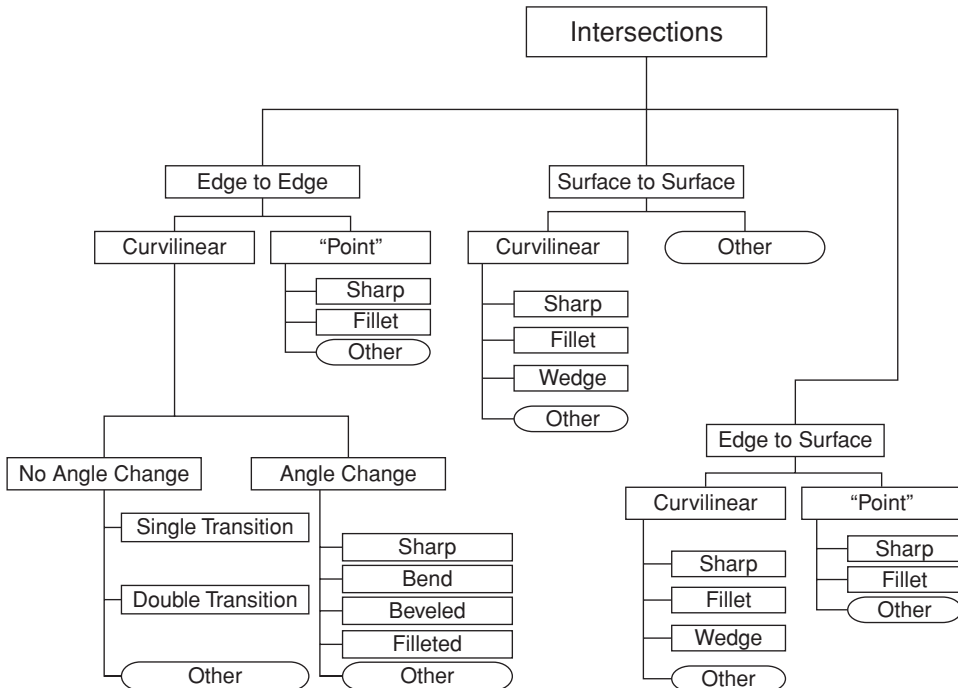 Intersections
Edge to Edge
Surface to Surface
Curvilinear
“Point”
Curvilinear
Other
Sharp
Fillet
Other
Sharp
Fillet
Wedge
Other
Edge to Surface
No Angle Change
Angle Change
Curvilinear
“Point”
Single Transition
Double Transition
Other
Sharp
Bend
Beveled
Filleted
Other
Sharp
Fillet
Wedge
Other
Sharp
Fillet
Other